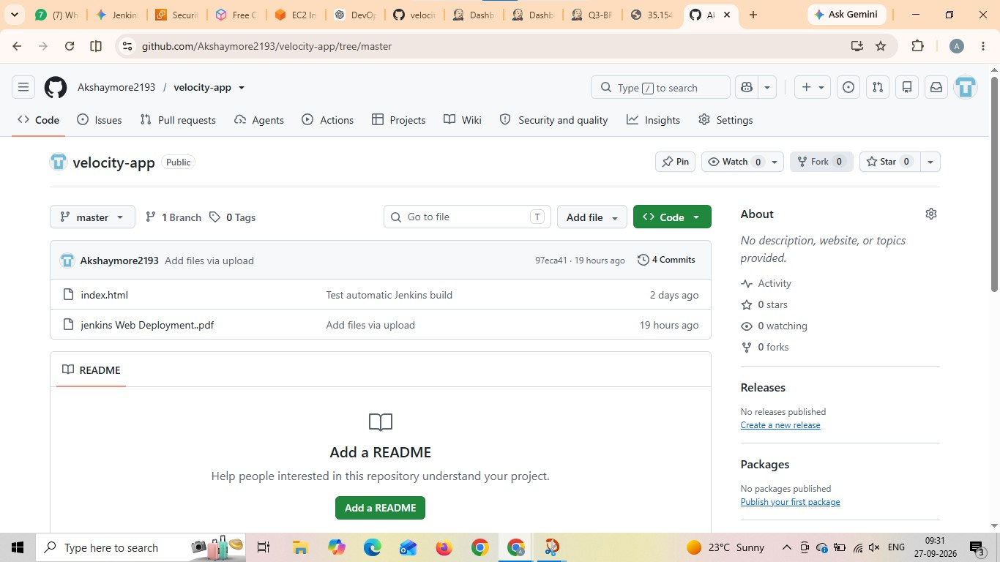 (7) Wh
Jenkin
Securit
Free C
EC2 In
DevOp
velocit
Dashb
Dashb
Q3-BF
35.154
Ak
Ask Gemini
github.com/Akshaymore2193/velocity-app/tree/master
A
Akshaymore2193 / velocity-app
Type / to search
Code Issues Pull requests Agents Actions Projects Wiki Security and quality Insights Settings
velocity-app Public
Pin Watch 0 Fork 0 Star 0
master 1 Branch 0 Tags
Go to file T Add file Code
Akshaymore2193 Add files via upload 97eca41 · 19 hours ago 4 Commits
index.html Test automatic Jenkins build 2 days ago
jenkins Web Deployment..pdf Add files via upload 19 hours ago
README
Add a README
Help people interested in this repository understand your project.
Add a README
About
No description, website, or topics
provided.
Activity
0 stars
0 watching
0 forks
Releases
No releases published
Create a new release
Packages
No packages published
Publish your first package
Type here to search
23°C Sunny
ENG
09:31
27-09-2026
3